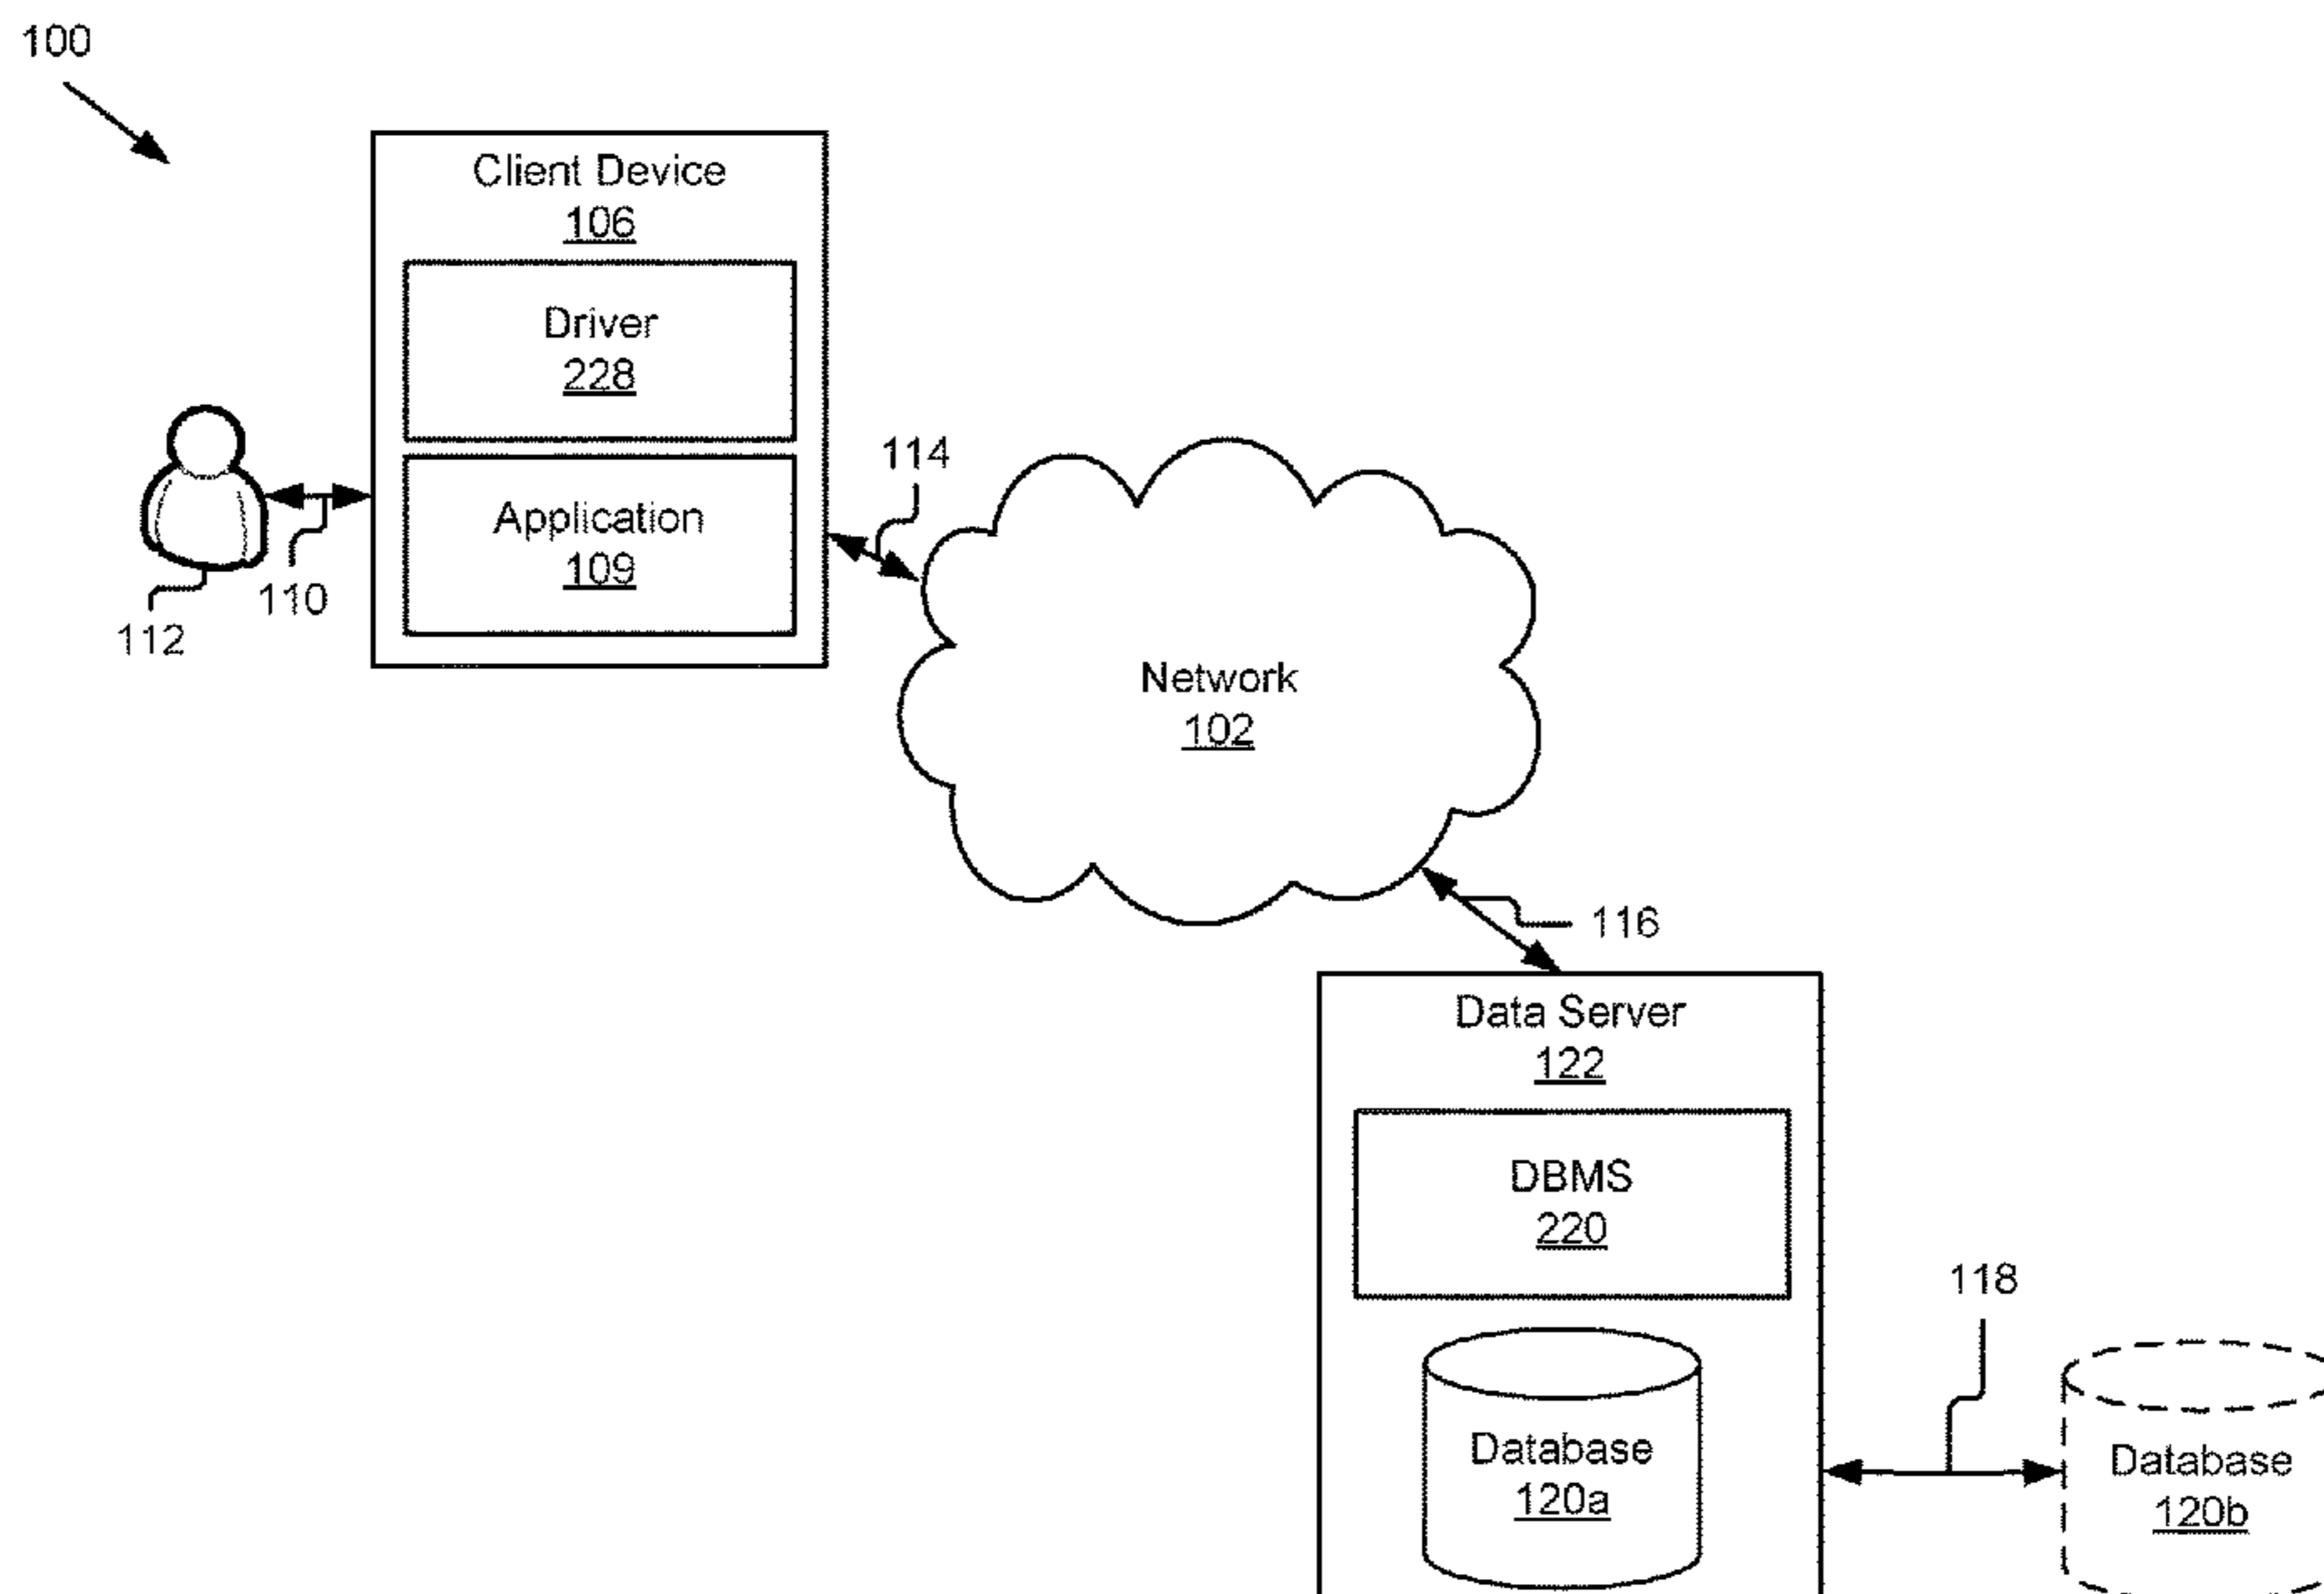 100
Client Device
106
Driver
228
Application
109
110
112
114
Network
102
116
Data Server
122
DBMS
220
Database
120a
118
Database
120b